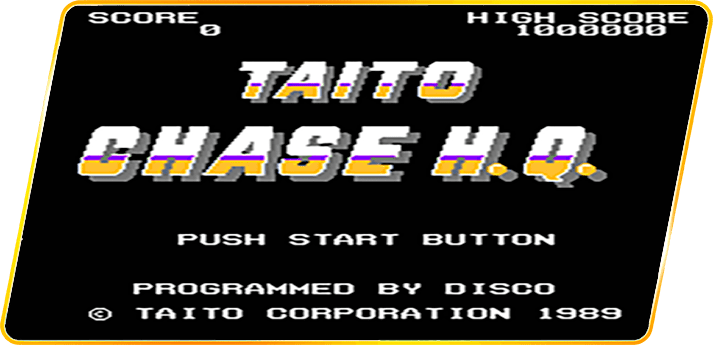 SCORE HIGH SCORE
0 1000000
TAITO
CHASE H.Q.
PUSH START BUTTON
PROGRAMMED BY DISCO
© TAITO CORPORATION 1989